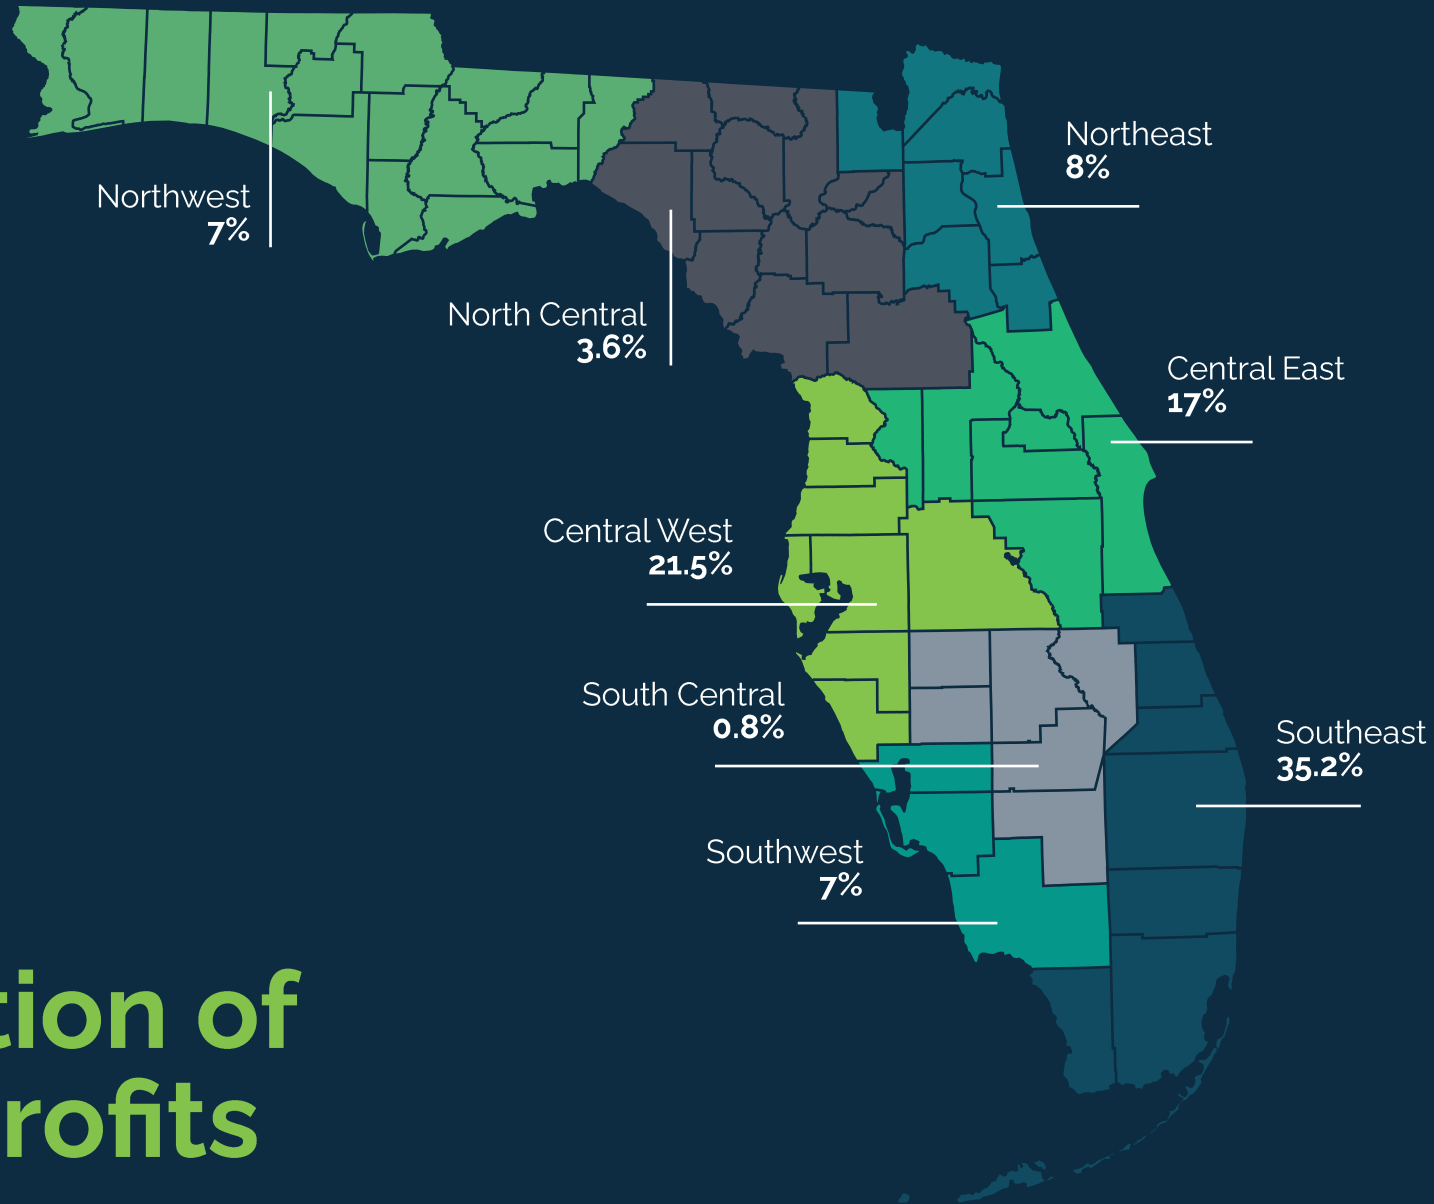 Northeast
8%
Northwest
7%
North Central
3.6%
Central East
17%
Central West
21.5%
South Central
0.8%
Southeast
35.2%
Southwest
7%
tion of
rofits